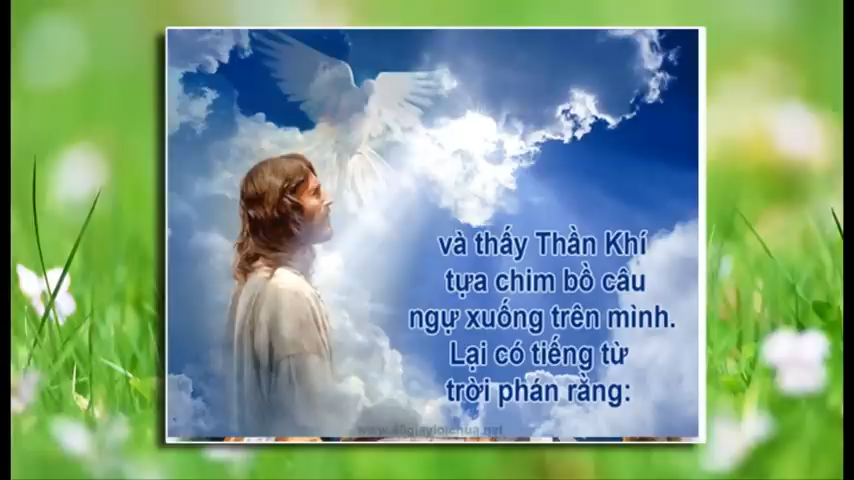 và thấy Thần Khí
tựa chim bồ câu
ngự xuống trên mình.
Lại có tiếng từ
trời phán rằng: